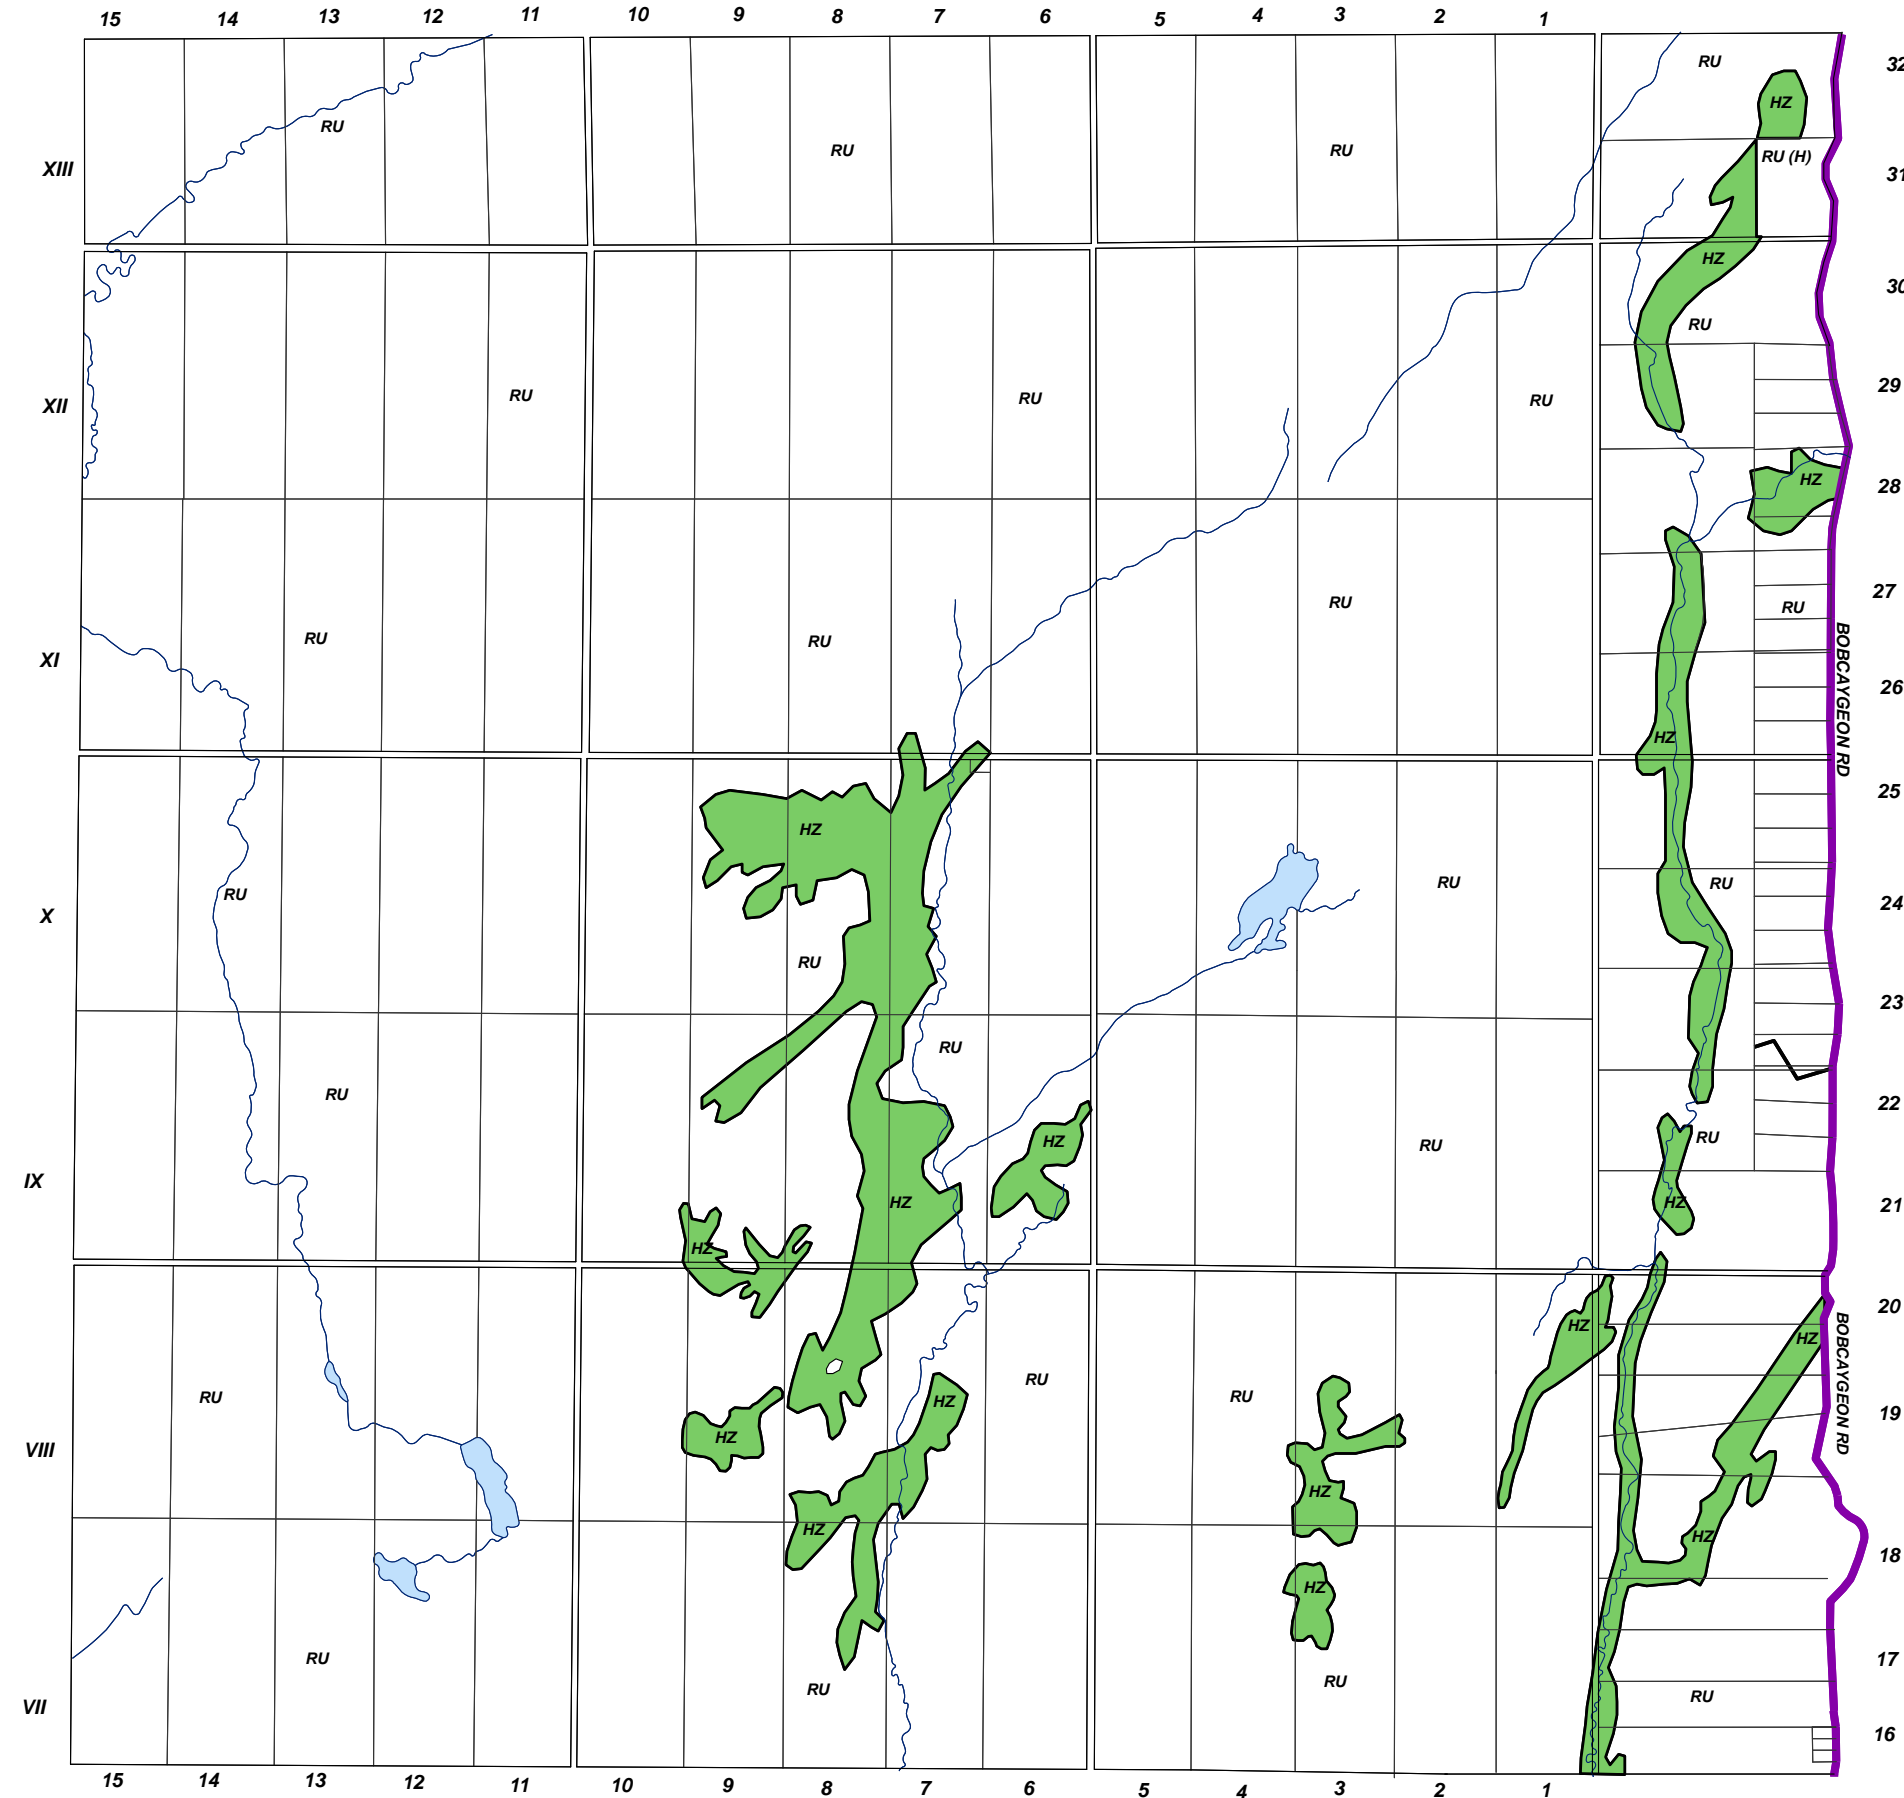 15 14 13 12 11 10 9 8 7 6 5 4 3 2 1
RU 32
HZ
RU
XIII RU RU RU (H) 31
HZ
30
RU
29
XII RU RU RU
HZ 28
27
RU RU
BOBCAYGEON RD
XI RU RU
26
HZ
25
HZ
RU RU RU
X 24
RU
23
RU
RU 22
HZ RU RU
IX
HZ HZ 21
HZ
20
HZ HZ
BOBCAYGEON RD
RU RU RU
HZ 19
VIII HZ
HZ
HZ HZ
18
HZ
RU RU 17
RU RU
VII
16
15 14 13 12 11 10 9 8 7 6 5 4 3 2 1